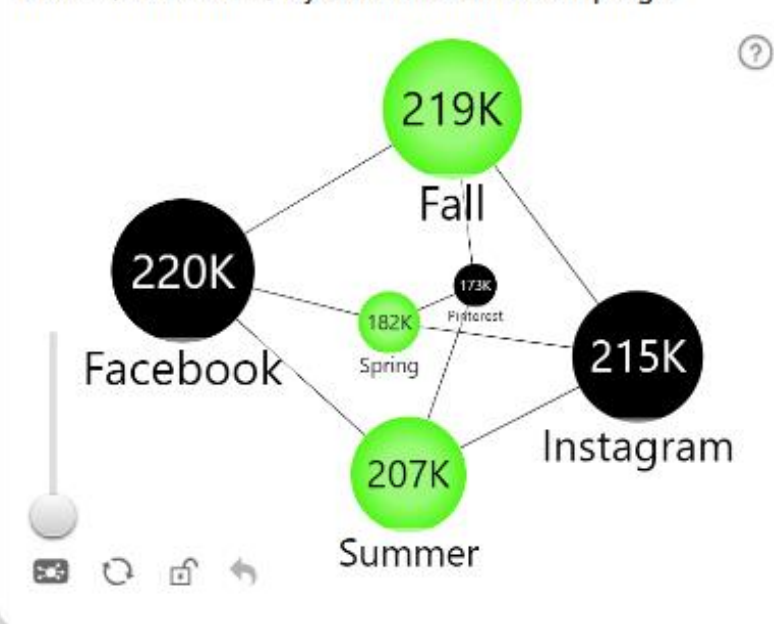 ?
219K
Fall
220K
Facebook
173K
Pinterest
182K
Spring
215K
Instagram
207K
Summer